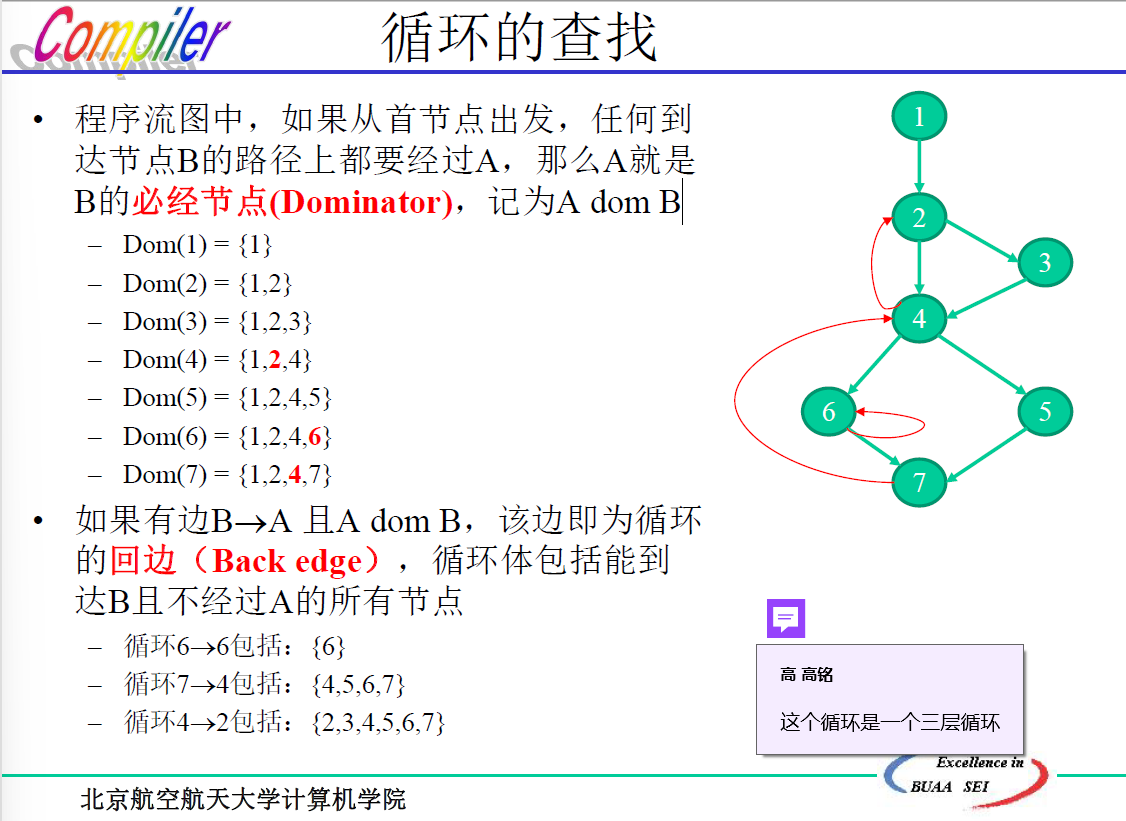 Compiler
循环的查找
• 程序流图中，如果从首节点出发，任何到
达节点B的路径上都要经过A，那么A就是
B的必经节点(Dominator)，记为A dom B
– Dom(1) = {1}
– Dom(2) = {1,2}
– Dom(3) = {1,2,3}
– Dom(4) = {1,2,4}
– Dom(5) = {1,2,4,5}
– Dom(6) = {1,2,4,6}
– Dom(7) = {1,2,4,7}
• 如果有边B→A 且A dom B，该边即为循环
的回边（Back edge），循环体包括能到
达B且不经过A的所有节点
– 循环6→6包括：{6}
– 循环7→4包括：{4,5,6,7}
– 循环4→2包括：{2,3,4,5,6,7}
1
2
3
4
6
5
7
高 高铭
这个循环是一个三层循环
Excellence in
BUAA SEI
北京航空航天大学计算机学院